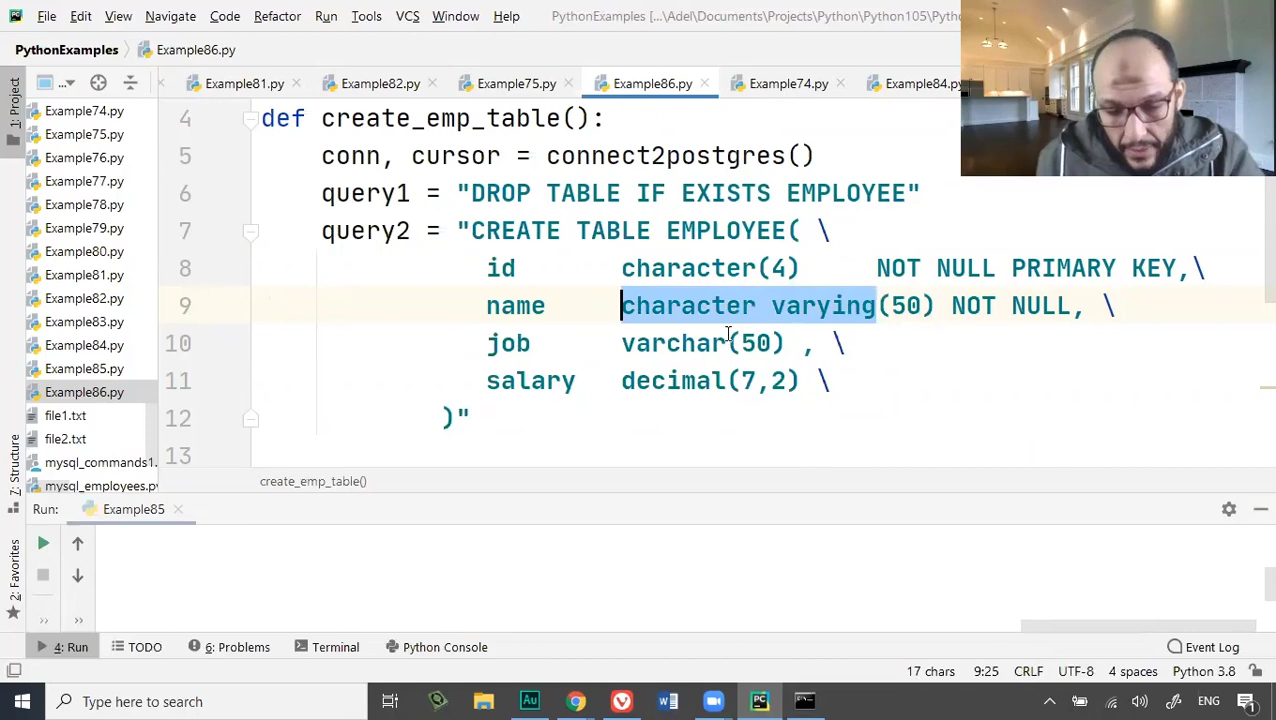 File Edit View Navigate Code Refactor Run Tools VCS Window Help PythonExamples [...\Adel\Documents\Projects\Python\Python105\Pytho
PythonExamples Example86.py
Example81 Example82.py Example75.py Example86.py Example74.py Example84.py
1: Project
Example74.py
Example75.py
Example76.py
Example77.py
Example78.py
Example79.py
Example80.py
Example81.py
Example82.py
Example83.py
Example84.py
Example85.py
Example86.py
file1.txt
file2.txt
mysql_commands1.
mysql_employees.py
4 def create_emp_table():
5 conn, cursor = connect2postgres()
6 query1 = "DROP TABLE IF EXISTS EMPLOYEE"
7 query2 = "CREATE TABLE EMPLOYEE( \
8 id character(4) NOT NULL PRIMARY KEY,\
9 name character varying(50) NOT NULL, \
10 job varchar(50) , \
11 salary decimal(7,2) \
12 )"
13
create_emp_table()
7: Structure
2: Favorites
Run: Example85
4: Run TODO 6: Problems Terminal Python Console Event Log
17 chars 9:25 CRLF UTF-8 4 spaces Python 3.8
Type here to search
ENG